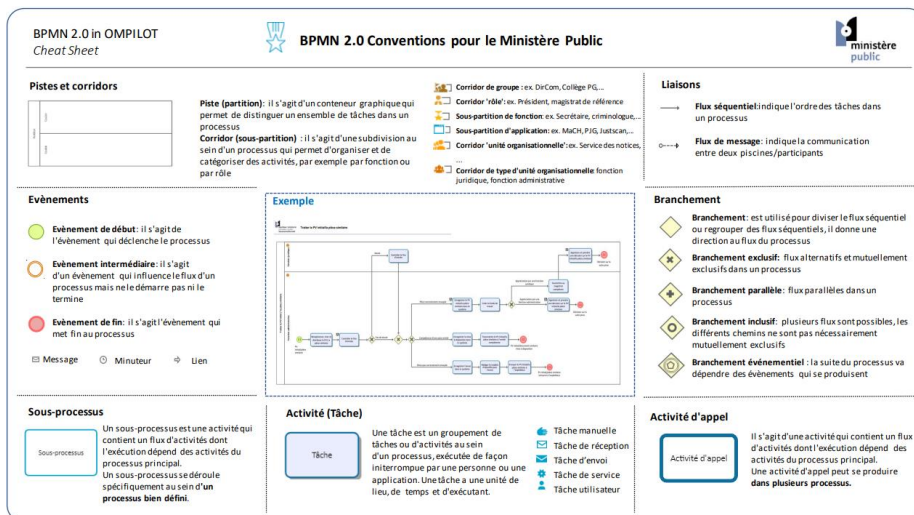 BPMN 2.0 in OMPILOT
Cheat Sheet
BPMN 2.0 Conventions pour le Ministère Public
ministère
public
Pistes et corridors
Piste (partition): il s'agit d'un conteneur graphique qui
permet de distinguer un ensemble de tâches dans un
processus
Corridor (sous-partition) : il s'agit d'une subdivision au
sein d'un processus qui permet d'organiser et de
catégoriser des activités, par exemple par fonction ou
par rôle
Corridor de groupe : ex. DirCom, Collège PG,...
Corridor 'rôle': ex. Président, magistrat de référence
Sous-partition de fonction: ex. Secrétaire, criminologue,...
Sous-partition d'application: ex. MaCH, PJG, Justscan,...
Corridor 'unité organisationnelle': ex. Service des notices,
...
Corridor de type d'unité organisationnelle: fonction
juridique, fonction administrative
Liaisons
Flux séquentiel:indique l'ordre des tâches dans
un processus
Flux de message: indique la communication
entre deux piscines/participants
Evènements
Evènement de début: il s'agit de
l'évènement qui déclenche le processus
Evènement intermédiaire: il s'agit
d'un évènement qui influence le flux d'un
processus mais ne le démarre pas ni le
termine
Evènement de fin: il s'agit l'évènement qui
met fin au processus
Message
Minuteur
Lien
Exemple
Branchement
Branchement: est utilisé pour diviser le flux séquentiel
ou regrouper des flux séquentiels, il donne une
direction au flux du processus
Branchement exclusif: flux alternatifs et mutuellement
exclusifs dans un processus
Branchement parallèle: flux parallèles dans un
processus
Branchement inclusif: plusieurs flux sont possibles, les
différents chemins ne sont pas nécessairement
mutuellement exclusifs
Branchement événementiel : la suite du processus va
dépendre des évènements qui se produisent
Sous-processus
Sous-processus
Un sous-processus est une activité qui
contient un flux d'activités dont
l'exécution dépend des activités du
processus principal.
Un sous-processus se déroule
spécifiquement au sein d'un
processus bien défini.
Activité (Tâche)
Tâche
Une tâche est un groupement de
tâches ou d'activités au sein
d'un processus, exécutée de façon
interrompue par une personne ou une
application. Une tâche a une unité de
lieu, de temps et d'exécutant.
Tâche manuelle
Tâche de réception
Tâche d'envoi
Tâche de service
Tâche utilisateur
Activité d'appel
Activité d'appel
Il s'agit d'une activité qui contient un flux
d'activités dont l'exécution dépend des
activités du processus principal.
Une activité d'appel peut se produire
dans plusieurs processus.